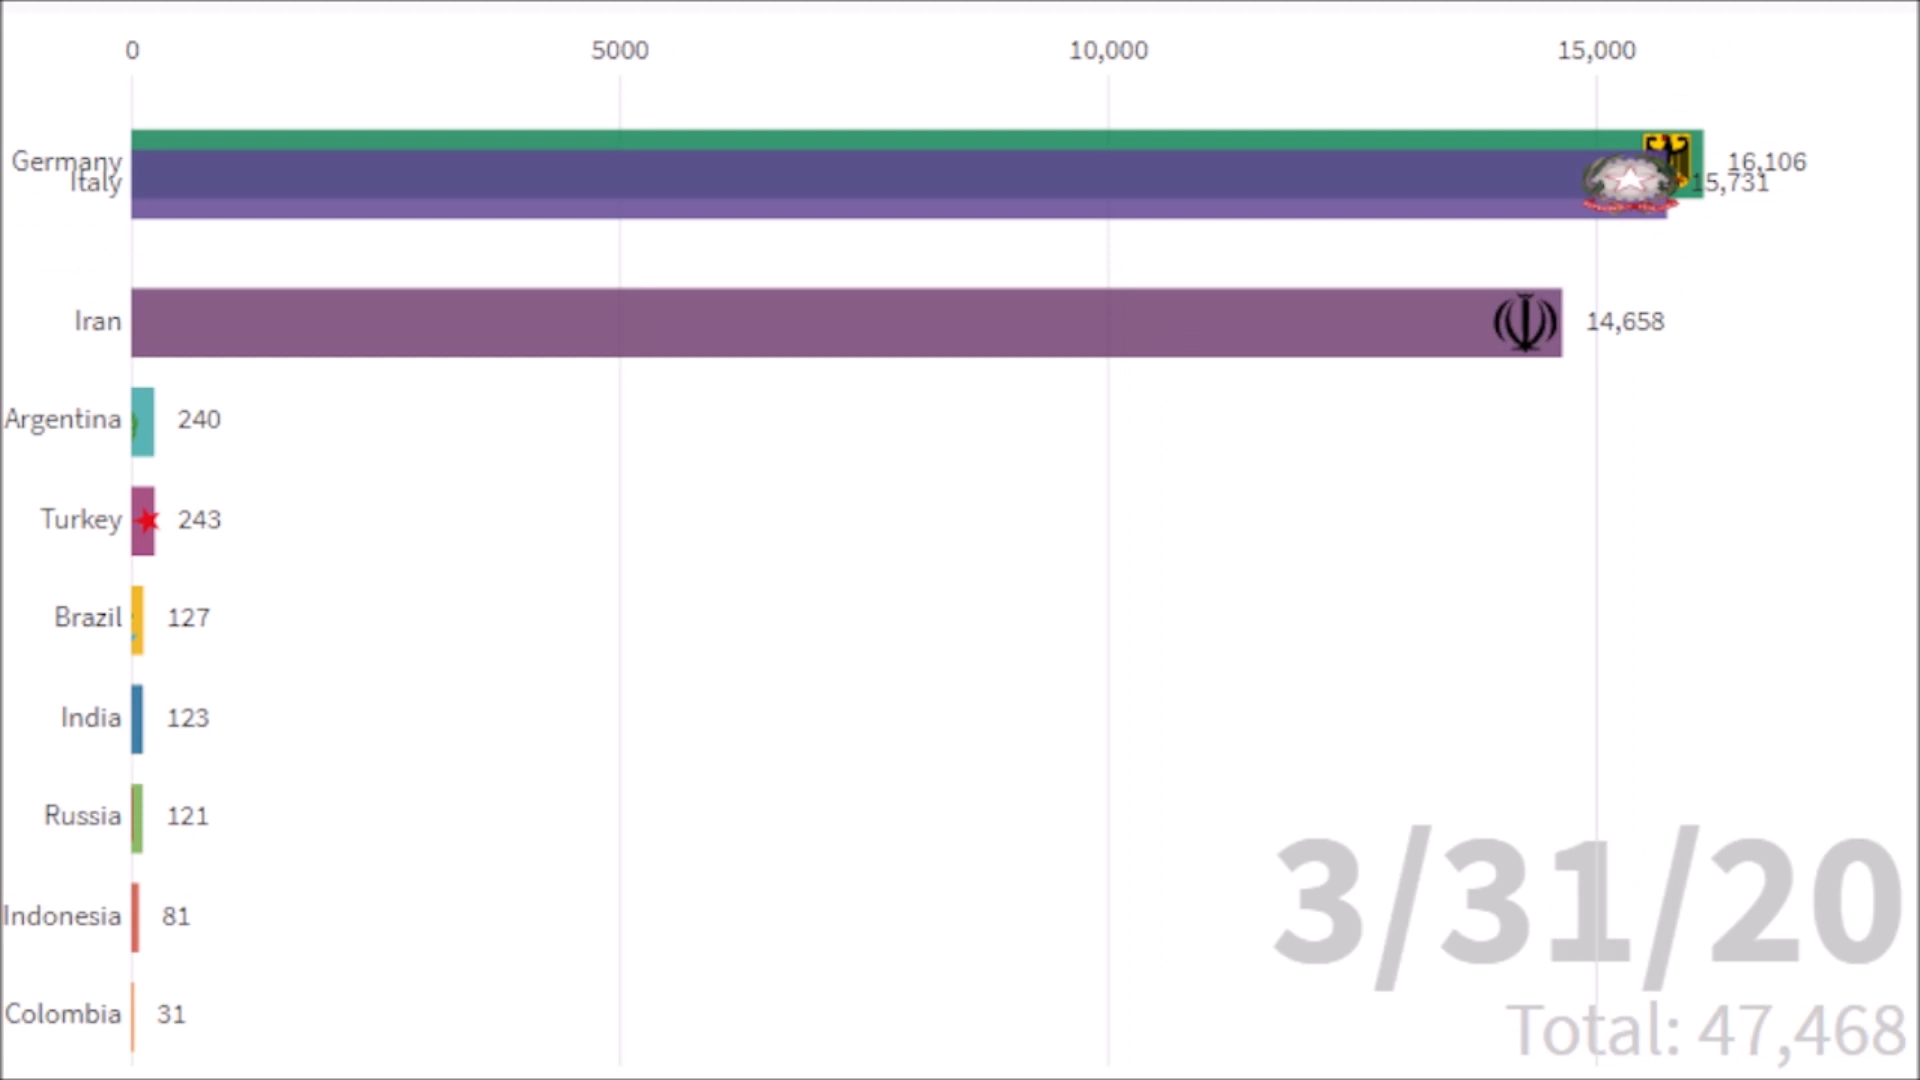 0 5000 10,000 15,000
Germany 16,106
Italy 15,731
Iran 14,658
Argentina 240
Turkey 243
Brazil 127
India 123
Russia 121
Indonesia 81
Colombia 31
3/31/20
Total: 47,468